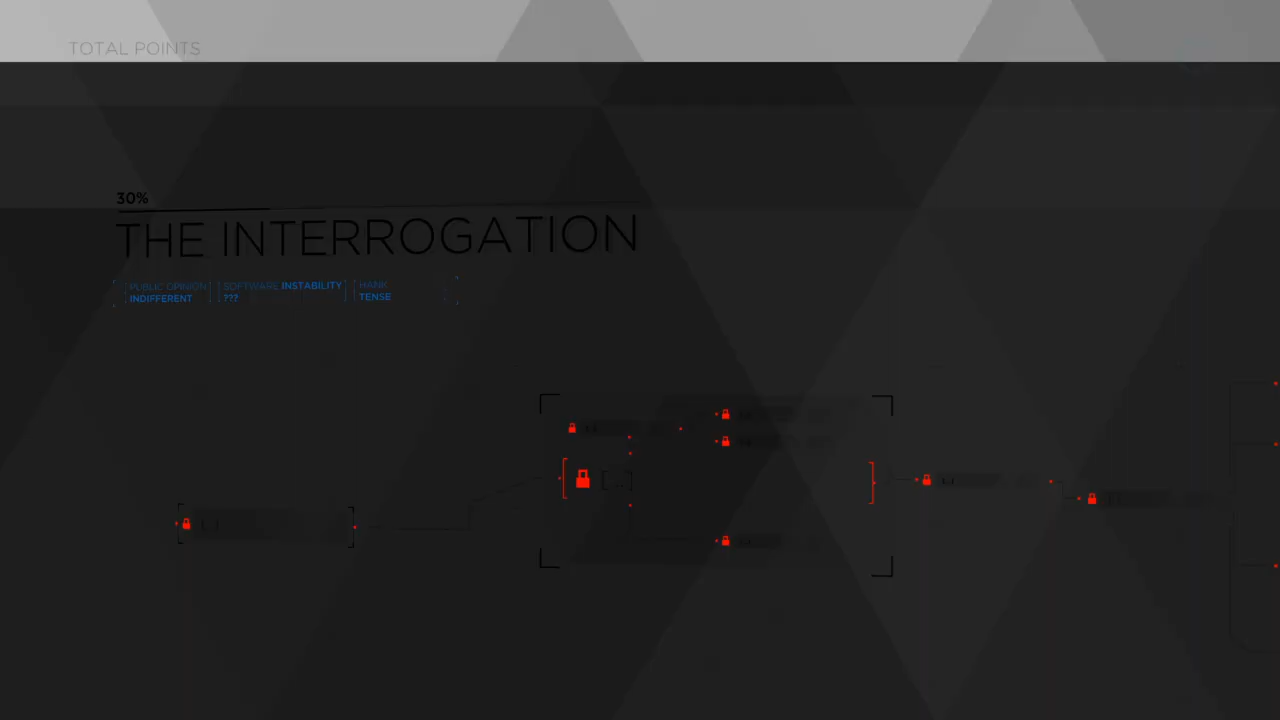 TOTAL POINTS
30%
THE INTERROGATION
PUBLIC OPINION SOFTWARE INSTABILITY HANK
INDIFFERENT ??? TENSE